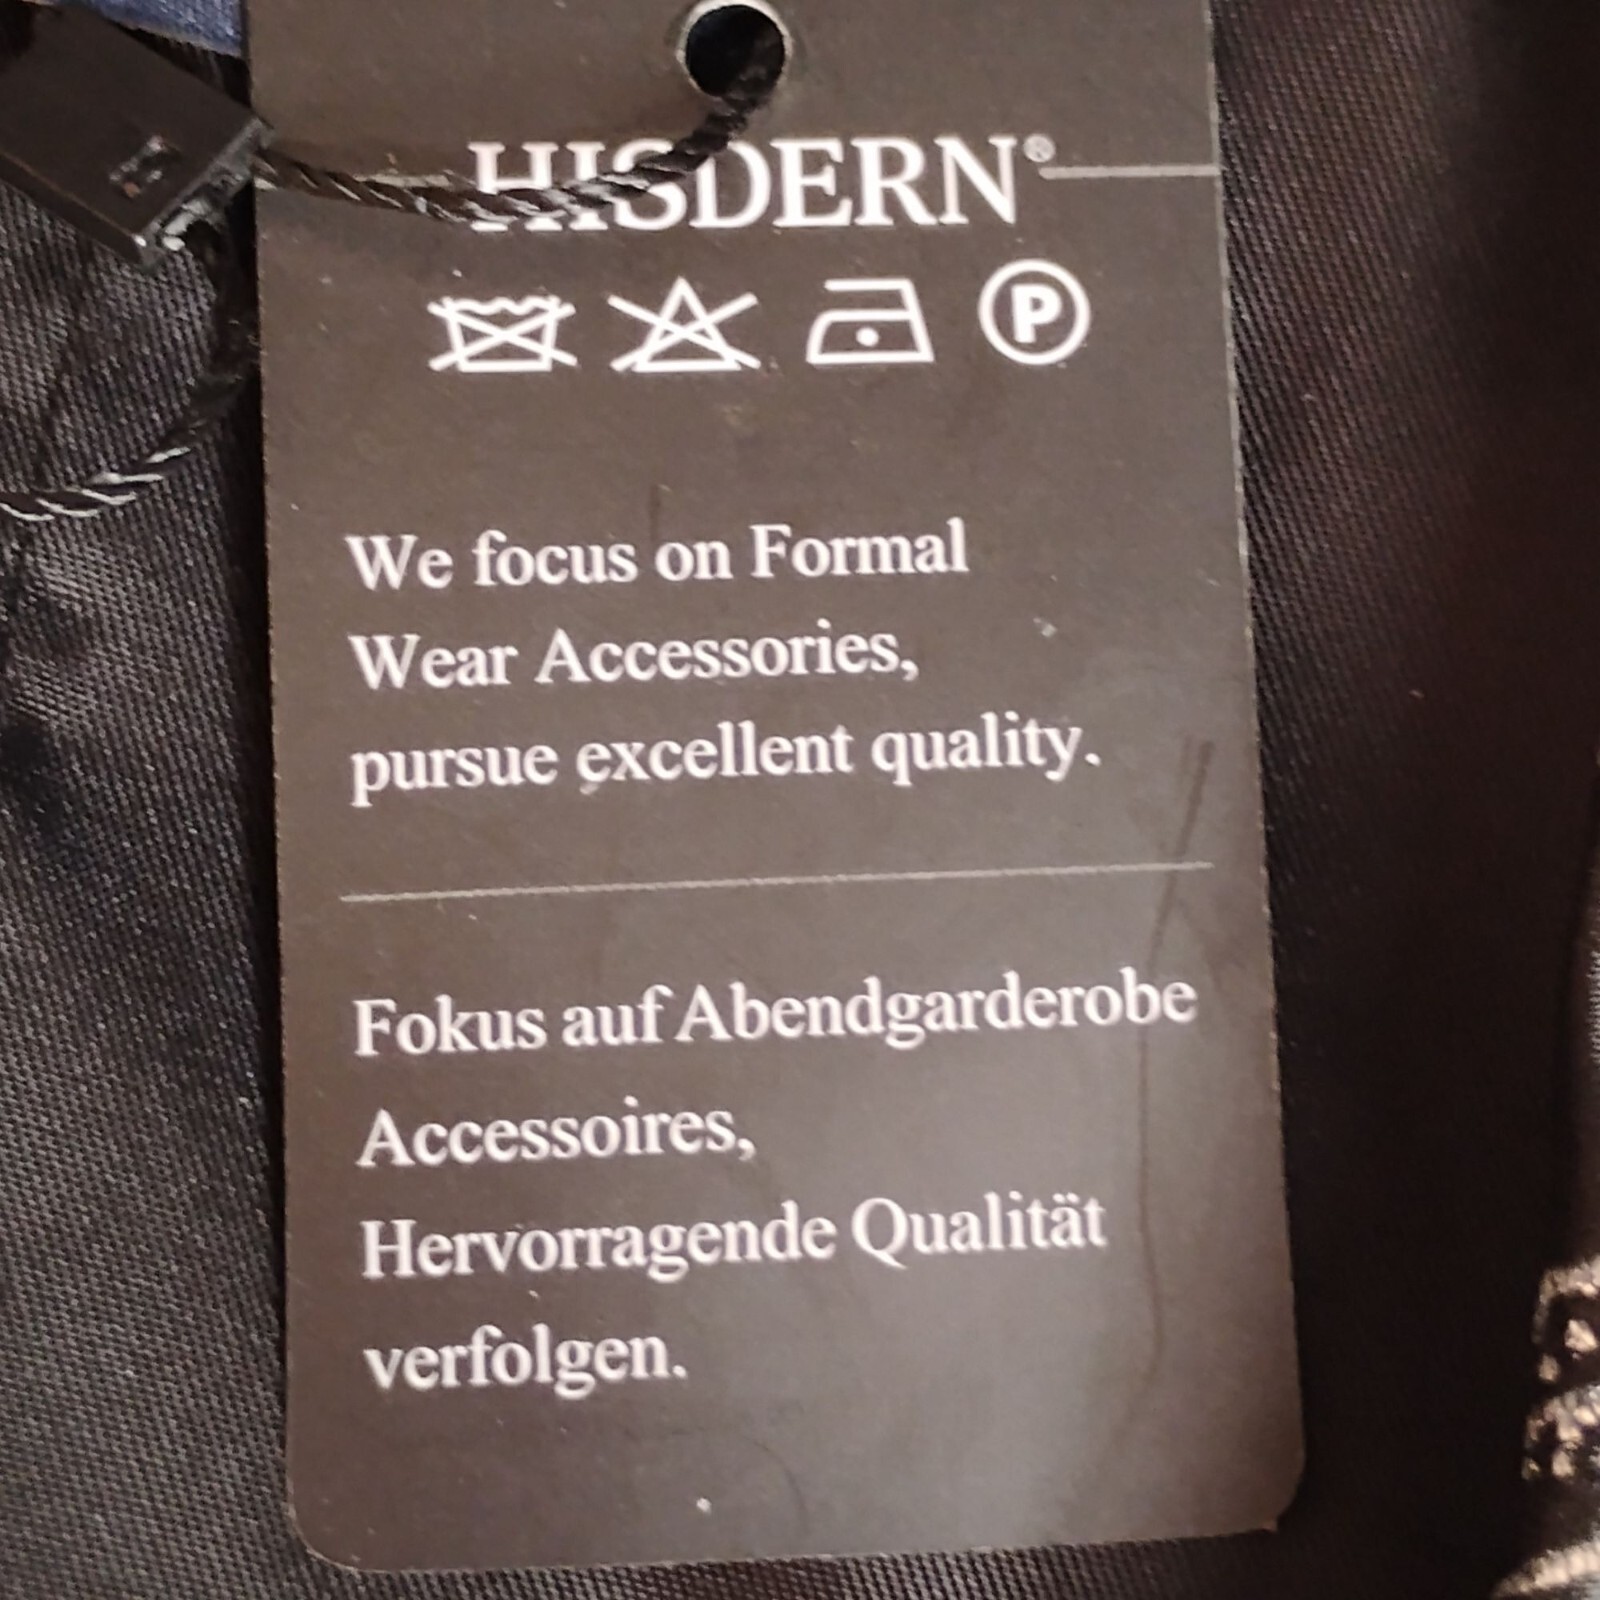 HISDERN®
P
We focus on Formal
Wear Accessories,
pursue excellent quality.
Fokus auf Abendgarderobe
Accessoires,
Hervorragende Qualität
verfolgen.